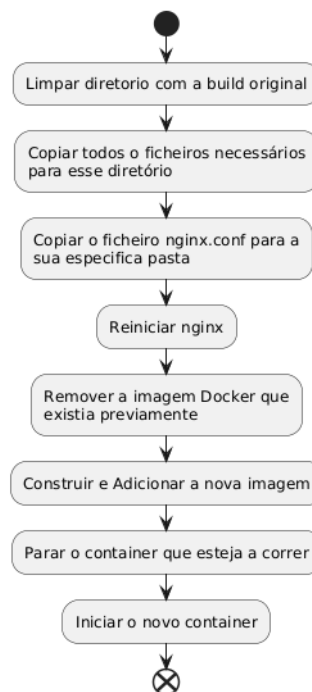 Limpar diretorio com a build original
Copiar todos o ficheiros necessários
para esse diretório
Copiar o ficheiro nginx.conf para a
sua especifica pasta
Reiniciar nginx
Remover a imagem Docker que
existia previamente
Construir e Adicionar a nova imagem
Parar o container que esteja a correr
Iniciar o novo container